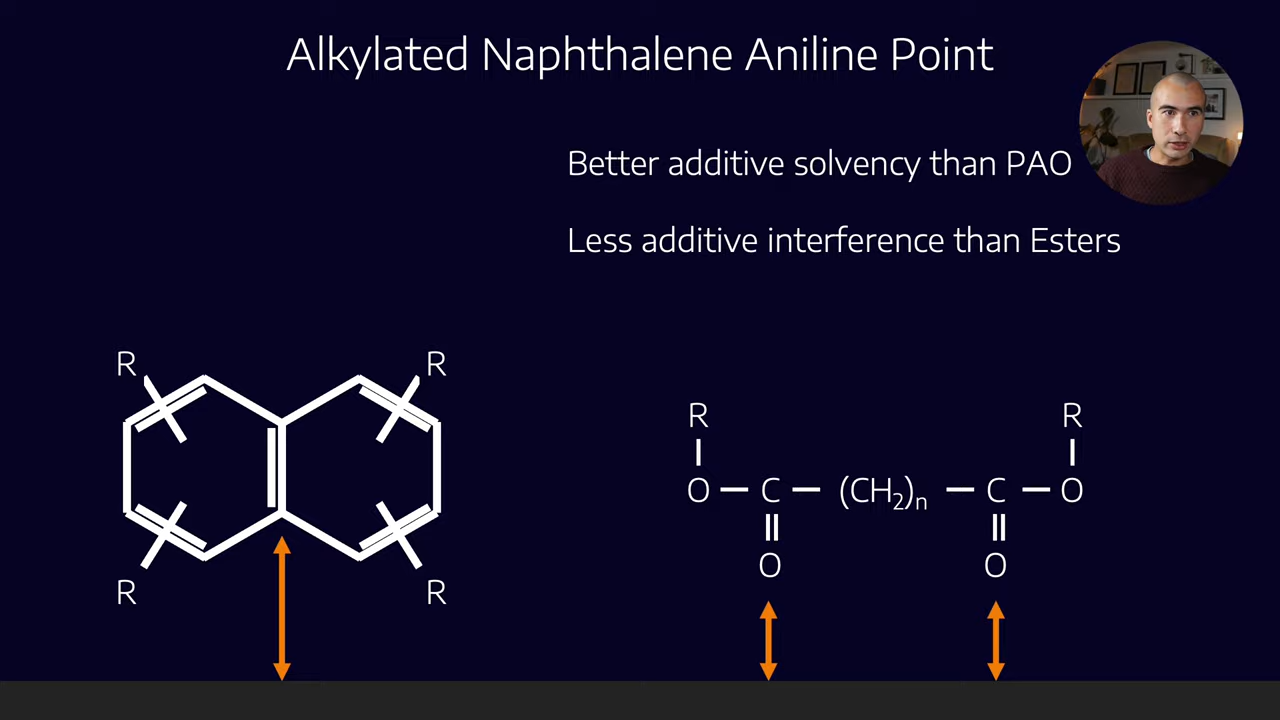 Alkylated Naphthalene Aniline Point
Better additive solvency than PAO
Less additive interference than Esters
R R
R R
R R
O — C — (CH₂)ₙ — C — O
O O